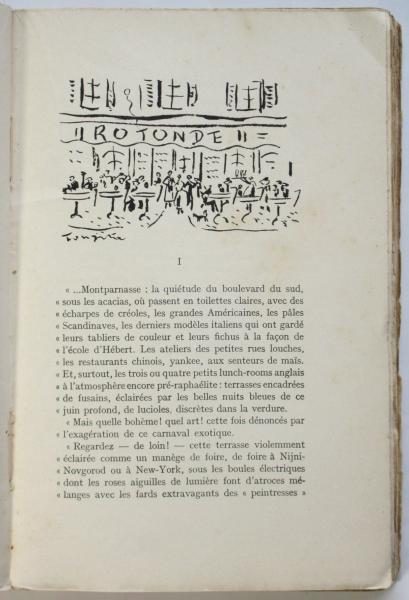 ROTONDE
I
« ...Montparnasse : la quiétude du boulevard du sud,
« sous les acacias, où passent en toilettes claires, avec des
« écharpes de créoles, les grandes Américaines, les pâles
« Scandinaves, les derniers modèles italiens qui ont gardé
« leurs tabliers de couleur et leurs fichus à la façon de
« l'école d'Hébert. Les ateliers des petites rues louches,
« les restaurants chinois, yankee, aux senteurs de maïs.
« Et, surtout, les trois ou quatre petits lunch-rooms anglais
« à l'atmosphère encore pré-raphaélite : terrasses encadrées
« de fusains, éclairées par les belles nuits bleues de ce
« juin profond, de lucioles, discrètes dans la verdure.
« Mais quelle bohème! quel art! cette fois dénoncés par
« l'exagération de ce carnaval exotique.
« Regardez — de loin! — cette terrasse violemment
« éclairée comme un manège de foire, de foire à Nijni-
« Novgorod ou à New-York, sous les boules électriques
« dont les roses aiguilles de lumière font d'atroces mé-
« langes avec les fards extravagants des « peintresses »